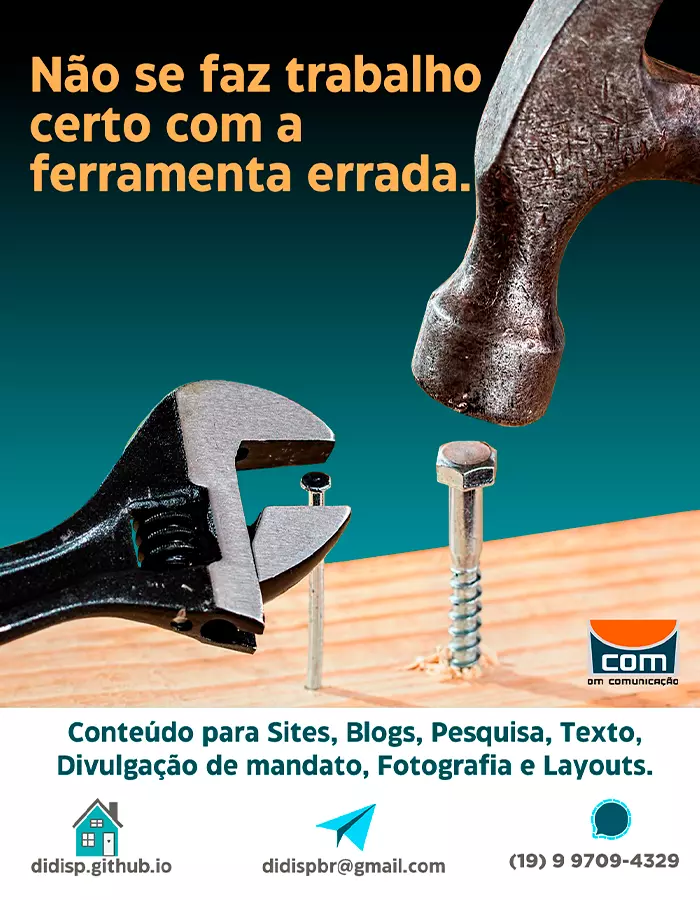 Não se faz trabalho
certo com a
ferramenta errada.
com
om comunicação
Conteúdo para Sites, Blogs, Pesquisa, Texto,
Divulgação de mandato, Fotografia e Layouts.
didisp.github.io
didispbr@gmail.com
(19) 9 9709-4329